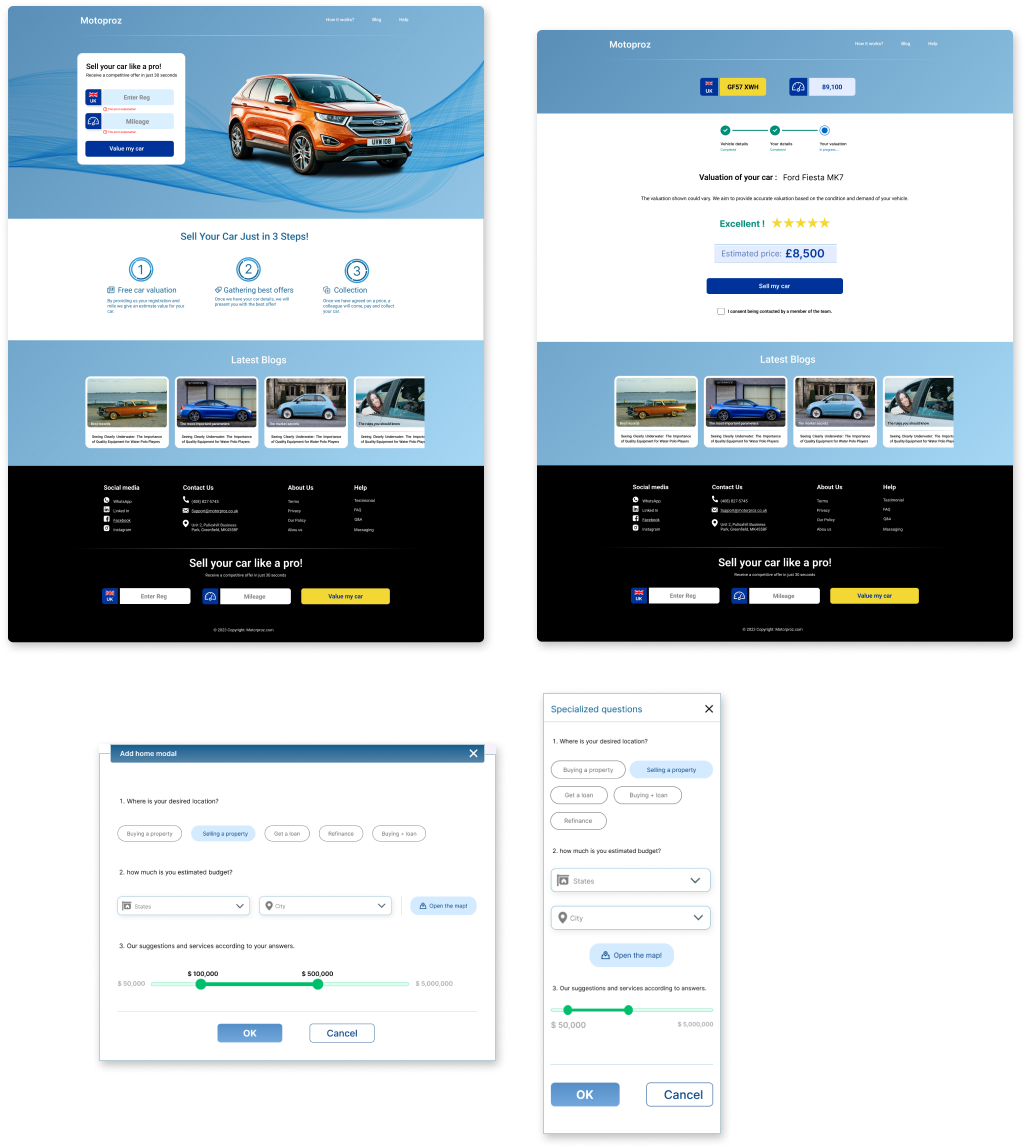 Motoproz
How it works?
Blog
Help
Sell your car like a pro!
Receive a competitive offer in just 30 seconds
UK
Enter Reg
Mileage
Value my car
UVN 108
Sell Your Car Just in 3 Steps!
1
2
3
Free car valuation
By providing us your registration and
mile we give an estimate value for your
car.
Gathering best offers
Once we have your car details, we will
present you with the best offer!
Collection
Once we have agreed on a price, a
colleague will come, pay and collect
your car.
Latest Blogs
The most important parameters
The market secrets
The rules you should know
Seeing Clearly Underwater: The Importance
of Quality Equipment for Water Polo Players
Seeing Clearly Underwater: The Importance
of Quality Equipment for Water Polo Players
Seeing Clearly Underwater: The Importance
of Quality Equipment for Water Polo Players
Seeing Clearly Underwater: The Importance
of Quality Equipment for Water Polo Players
Social media
WhatsApp
Linked In
Facebook
Instagram
Contact Us
(406) 827-5745
Support@motorproz.co.uk
Unit 2, Pulloxhill Business
Park, Greenfield, MK455BF
About Us
Terms
Privacy
Our Policy
Abou us
Help
Testimonial
FAQ
Q&A
Massaging
Sell your car like a pro!
Receive a competitive offer in just 30 seconds
UK
Enter Reg
Mileage
Value my car
© 2023 Copyright: Motorproz.com
Motoproz
How it works?
Blog
Help
UK
GF57 XWH
89,100
Vehicle details
Completed
Your details
Completed
Your valuation
In progress...
Valuation of your car : Ford Fiesta MK7
The valuation shown could vary. We aim to provide accurate valuation based on the condition and demand of your vehicle.
Excellent !
Estimated price: £8,500
Sell my car
I consent being contacted by a member of the team.
Latest Blogs
The most important parameters
The market secrets
The rules you should know
Seeing Clearly Underwater: The Importance
of Quality Equipment for Water Polo Players
Seeing Clearly Underwater: The Importance
of Quality Equipment for Water Polo Players
Seeing Clearly Underwater: The Importance
of Quality Equipment for Water Polo Players
Seeing Clearly Underwater: The Importance
of Quality Equipment for Water Polo Players
Social media
WhatsApp
Linked In
Facebook
Instagram
Contact Us
(406) 827-5745
Support@motorproz.co.uk
Unit 2, Pulloxhill Business
Park, Greenfield, MK455BF
About Us
Terms
Privacy
Our Policy
Abou us
Help
Testimonial
FAQ
Q&A
Massaging
Sell your car like a pro!
Receive a competitive offer in just 30 seconds
UK
Enter Reg
Mileage
Value my car
© 2023 Copyright: Motorproz.com
Add home modal
1. Where is your desired location?
Buying a property
Selling a property
Get a loan
Refinance
Buying + loan
2. how much is you estimated budget?
States
City
Open the map!
3. Our suggestions and services according to your answers.
$ 50,000
$ 100,000
$ 500,000
$ 5,000,000
OK
Cancel
Specialized questions
1. Where is your desired location?
Buying a property
Selling a property
Get a loan
Buying + loan
Refinance
2. how much is you estimated budget?
States
City
Open the map!
3. Our suggestions and services according to answers.
$ 50,000
$ 5,000,000
OK
Cancel